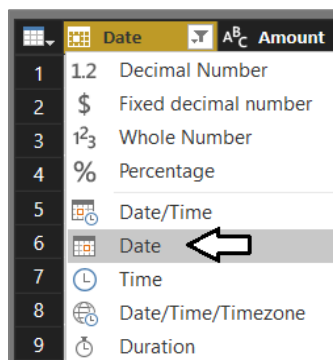 Date ABC Amount
1 1.2 Decimal Number
2 $ Fixed decimal number
3 123 Whole Number
4 % Percentage
5 Date/Time
6 Date
7 Time
8 Date/Time/Timezone
9 Duration